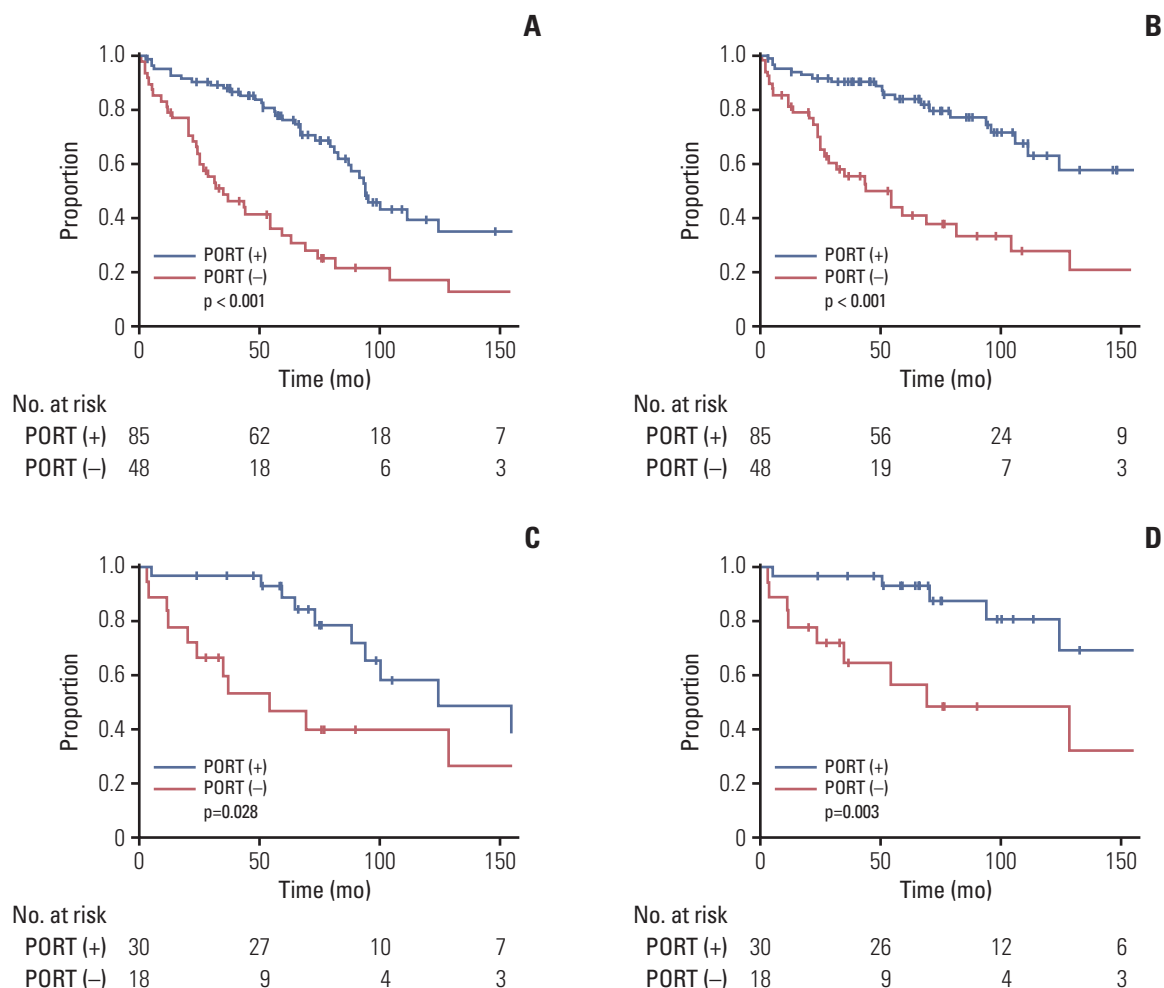 A
Proportion
1.0
0.8
0.6
0.4
0.2
0
PORT (+)
PORT (–)
p < 0.001
0 50 100 150
Time (mo)
No. at risk
PORT (+) 85 62 18 7
PORT (–) 48 18 6 3
B
Proportion
1.0
0.8
0.6
0.4
0.2
0
PORT (+)
PORT (–)
p < 0.001
0 50 100 150
Time (mo)
No. at risk
PORT (+) 85 56 24 9
PORT (–) 48 19 7 3
C
Proportion
1.0
0.8
0.6
0.4
0.2
0
PORT (+)
PORT (–)
p=0.028
0 50 100 150
Time (mo)
No. at risk
PORT (+) 30 27 10 7
PORT (–) 18 9 4 3
D
Proportion
1.0
0.8
0.6
0.4
0.2
0
PORT (+)
PORT (–)
p=0.003
0 50 100 150
Time (mo)
No. at risk
PORT (+) 30 26 12 6
PORT (–) 18 9 4 3